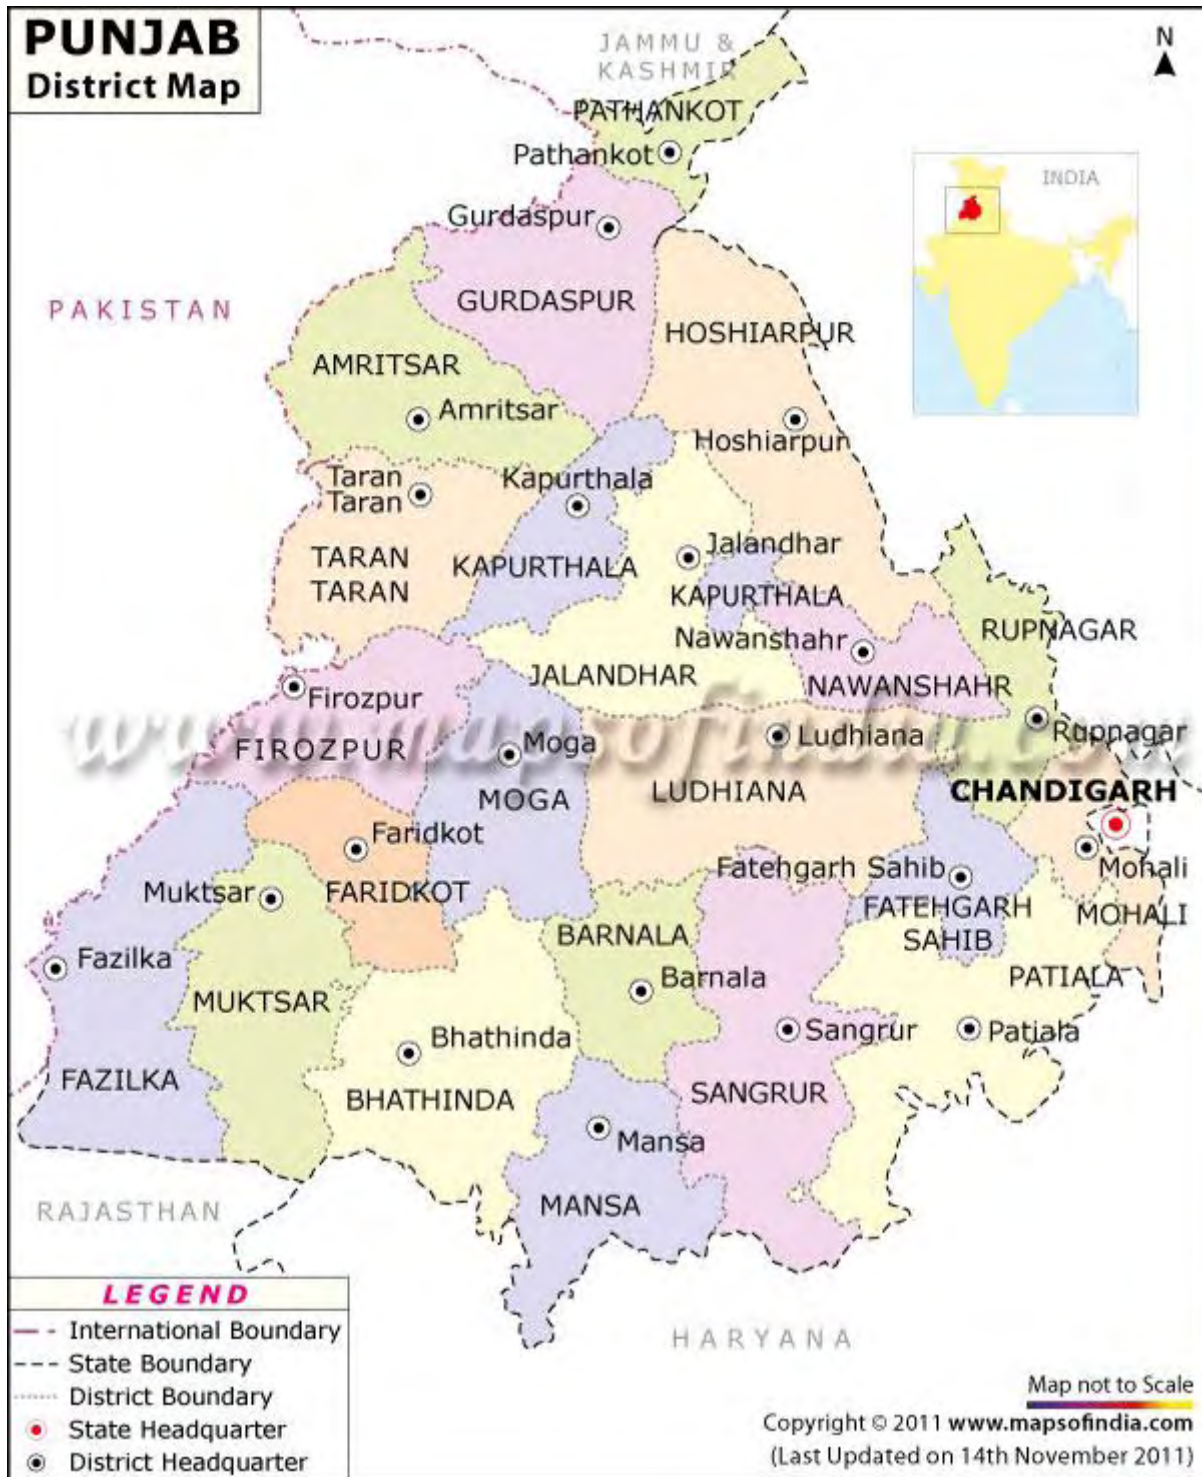 PUNJAB
District Map
JAMMU &
KASHMIR
N
PATHANKOT
Pathankot
INDIA
Gurdaspur
GURDASPUR
PAKISTAN
HOSHIARPUR
AMRITSAR
Amritsar
Hoshiarpur
Taran
Taran
Kapurthala
Jalandhar
TARAN
TARAN
KAPURTHALA
KAPURTHALA
Nawanshahr
RUPNAGAR
JALANDHAR
NAWANSHAHR
Firozpur
www.mapsofindia.com
Rupnagar
FIROZPUR
Moga
Ludhiana
MOGA
LUDHIANA
CHANDIGARH
Faridkot
Mohali
Fatehgarh Sahib
Muktsar
FARIDKOT
FATEHGARH
SAHIB
MOHALI
BARNALA
Fazilka
Barnala
PATIALA
MUKTSAR
Bhathinda
Sangrur
Patiala
FAZILKA
BHATHINDA
SANGRUR
Mansa
MANSA
RAJASTHAN
HARYANA
LEGEND
International Boundary
State Boundary
District Boundary
State Headquarter
District Headquarter
Map not to Scale
Copyright © 2011 www.mapsofindia.com
(Last Updated on 14th November 2011)